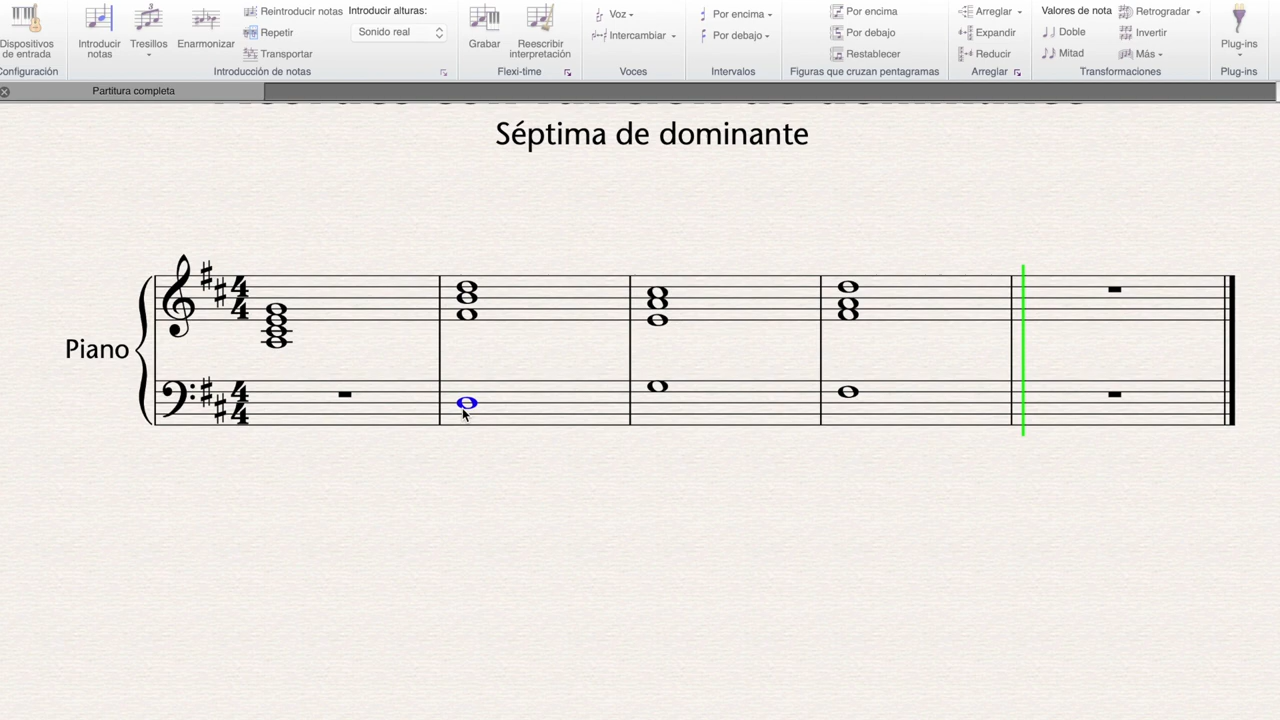 Dispositivos de entrada
Introducir notas
Tresillos
Enarmonizar
Reintroducir notas
Repetir
Transportar
Introducir alturas:
Sonido real
Grabar
Reescribir interpretación
Voz
Intercambiar
Por encima
Por debajo
Por encima
Por debajo
Restablecer
Arreglar
Expandir
Reducir
Valores de nota
Doble
Mitad
Retrogradar
Invertir
Más
Plug-ins
Configuración
Introducción de notas
Flexi-time
Voces
Intervalos
Figuras que cruzan pentagramas
Arreglar
Transformaciones
Plug-ins
Partitura completa
Séptima de dominante
Piano